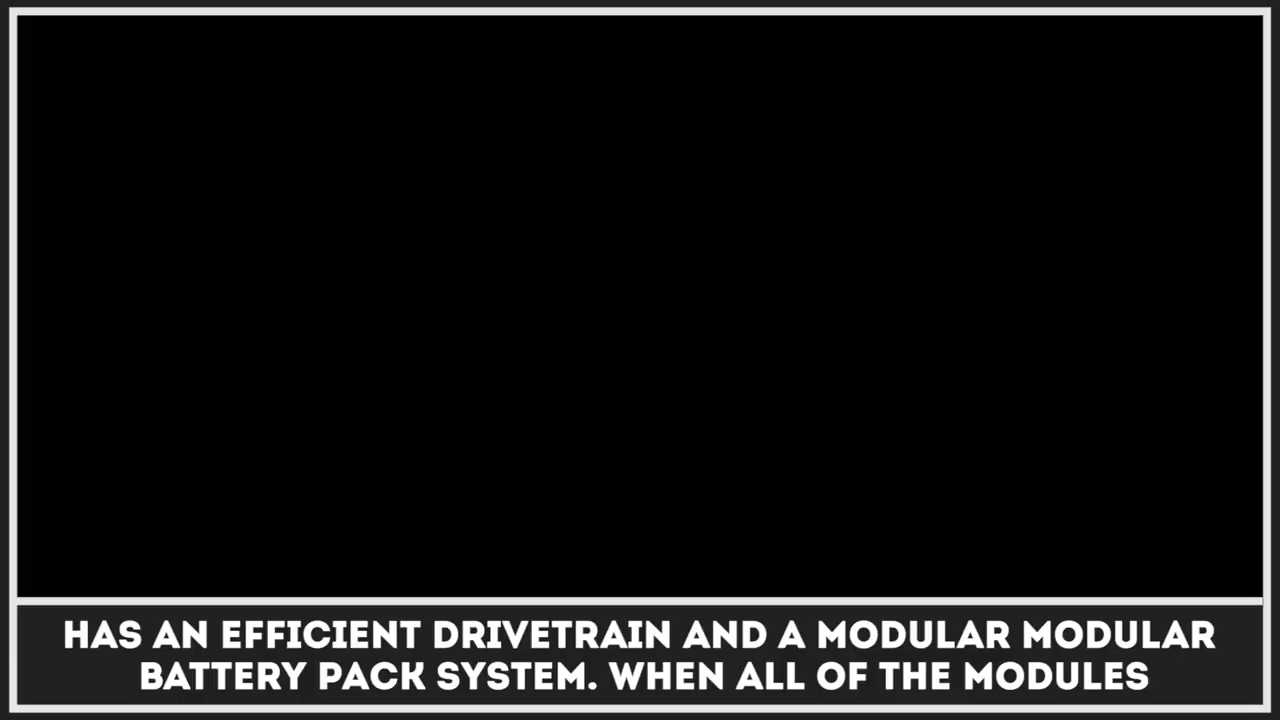 HAS AN EFFICIENT DRIVETRAIN AND A MODULAR MODULAR
BATTERY PACK SYSTEM. WHEN ALL OF THE MODULES